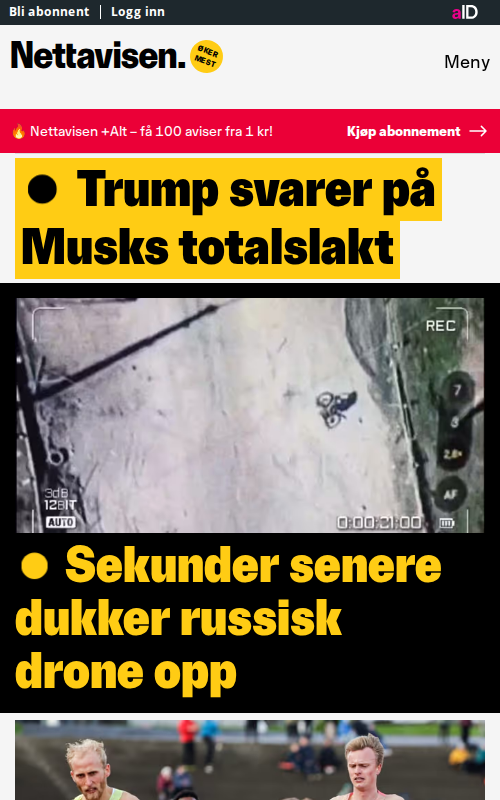 Bli abonnent | Logg inn
aID
Nettavisen.
ØKER
MEST
Meny
Nettavisen +Alt – få 100 aviser fra 1 kr!
Kjøp abonnement
Trump svarer på
Musks totalslakt
REC
7
3
2,8×
AF
3dB
12BIT
AUTO
0:00:21:00
Sekunder senere
dukker russisk
drone opp